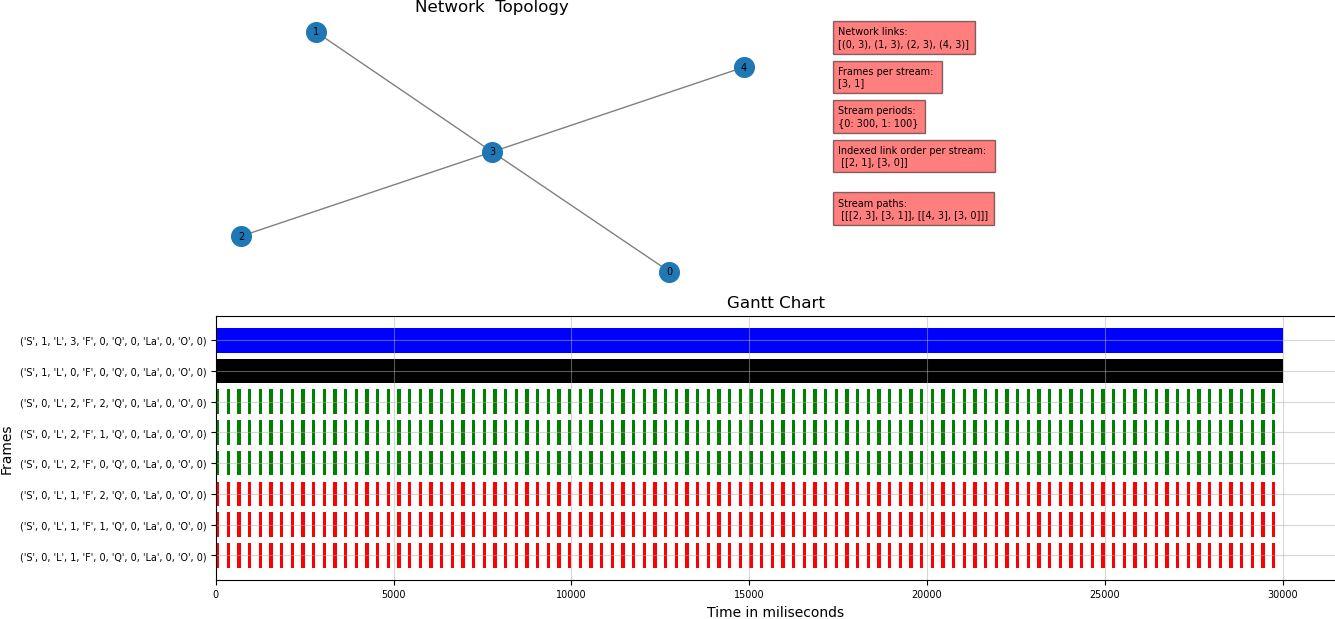 Network  Topology
1
4
3
2
0
Network links:
[(0, 3), (1, 3), (2, 3), (4, 3)]
Frames per stream:
[3, 1]
Stream periods:
{0: 300, 1: 100}
Indexed link order per stream:
[[2, 1], [3, 0]]
Stream paths:
[[[2, 3], [3, 1]], [[4, 3], [3, 0]]]
Gantt Chart
('S', 1, 'L', 3, 'F', 0, 'Q', 0, 'La', 0, 'O', 0)
('S', 1, 'L', 0, 'F', 0, 'Q', 0, 'La', 0, 'O', 0)
('S', 0, 'L', 2, 'F', 2, 'Q', 0, 'La', 0, 'O', 0)
('S', 0, 'L', 2, 'F', 1, 'Q', 0, 'La', 0, 'O', 0)
('S', 0, 'L', 2, 'F', 0, 'Q', 0, 'La', 0, 'O', 0)
('S', 0, 'L', 1, 'F', 2, 'Q', 0, 'La', 0, 'O', 0)
('S', 0, 'L', 1, 'F', 1, 'Q', 0, 'La', 0, 'O', 0)
('S', 0, 'L', 1, 'F', 0, 'Q', 0, 'La', 0, 'O', 0)
Frames
0 5000 10000 15000 20000 25000 30000
Time in miliseconds